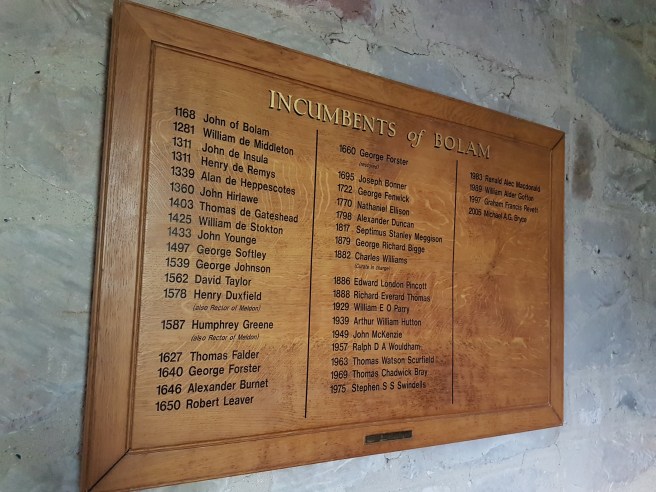 INCUMBENTS of BOLAM
1168 John of Bolam
1281 William de Middleton
1311 John de Insula
1311 Henry de Remys
1339 Alan de Heppescotes
1360 John Hirlawe
1403 Thomas de Gateshead
1425 William de Stokton
1433 John Younge
1497 George Softley
1539 George Johnson
1562 David Taylor
1578 Henry Duxfield
(also Rector of Meldon)
1587 Humphrey Greene
(also Rector of Meldon)
1627 Thomas Falder
1640 George Forster
1646 Alexander Burnet
1650 Robert Leaver
1660 George Forster
(restored)
1695 Joseph Bonner
1722 George Fenwick
1770 Nathaniel Ellison
1798 Alexander Duncan
1817 Septimus Stanley Meggison
1879 George Richard Bigge
1882 Charles Williams
(Curate in charge)
1886 Edward London Pincott
1888 Richard Everard Thomas
1929 William E O Parry
1939 Arthur William Hutton
1949 John McKenzie
1957 Ralph D A Wouldham
1963 Thomas Watson Scurfield
1969 Thomas Chadwick Bray
1975 Stephen S S Swindells
1983 Ranald Alec Macdonald
1989 William Alder Gofton
1997 Graham Francis Revett
2005 Michael A.G. Bryce